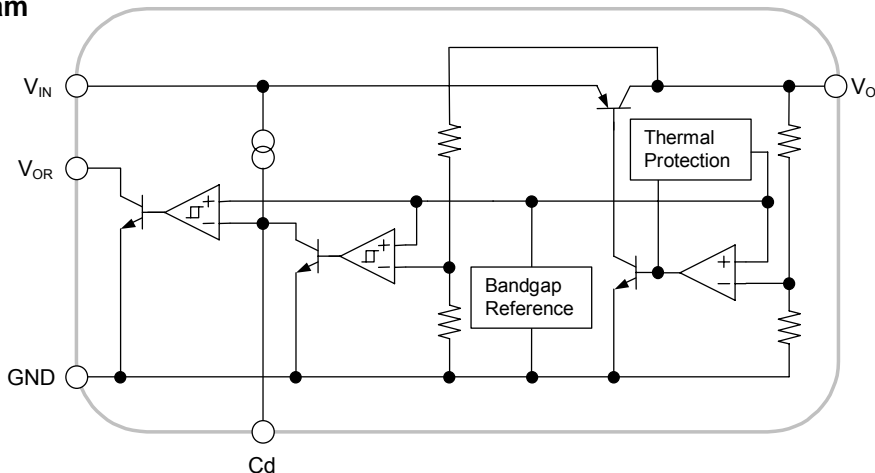 am
V_IN
V_O
V_OR
Thermal
Protection
+
−
+
−
+
−
Bandgap
Reference
GND
Cd